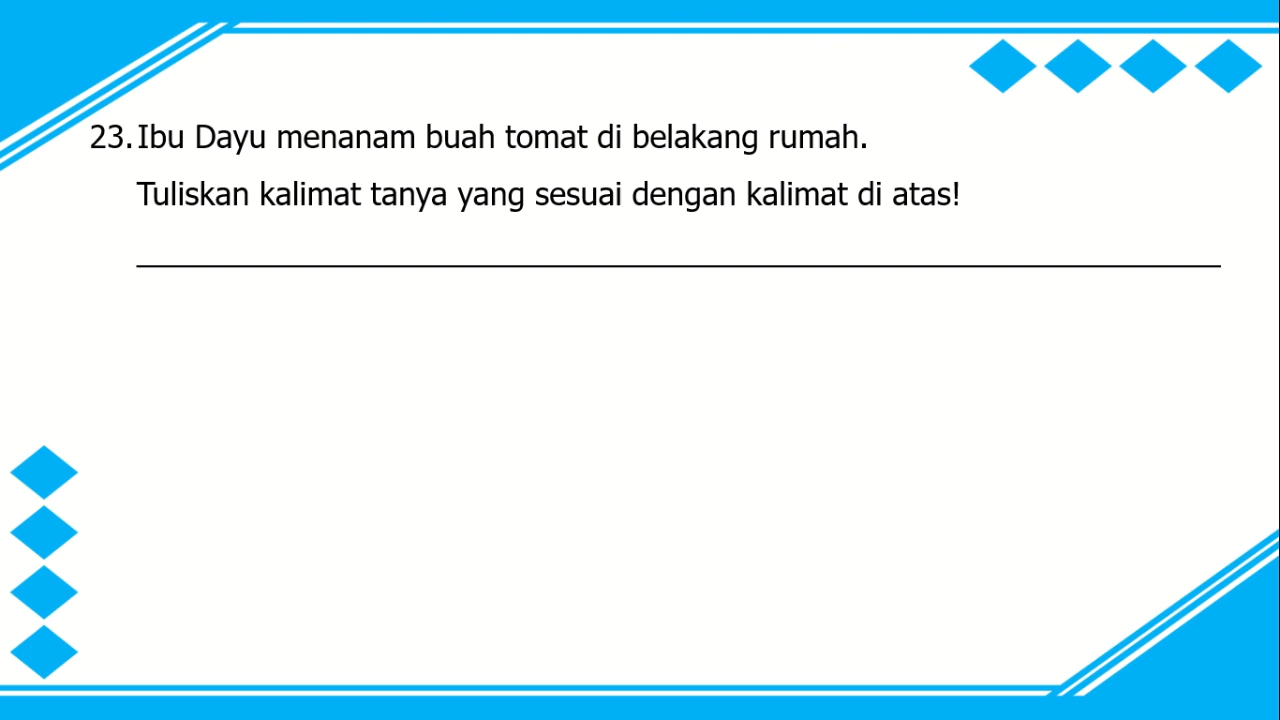 23. Ibu Dayu menanam buah tomat di belakang rumah.
Tuliskan kalimat tanya yang sesuai dengan kalimat di atas!